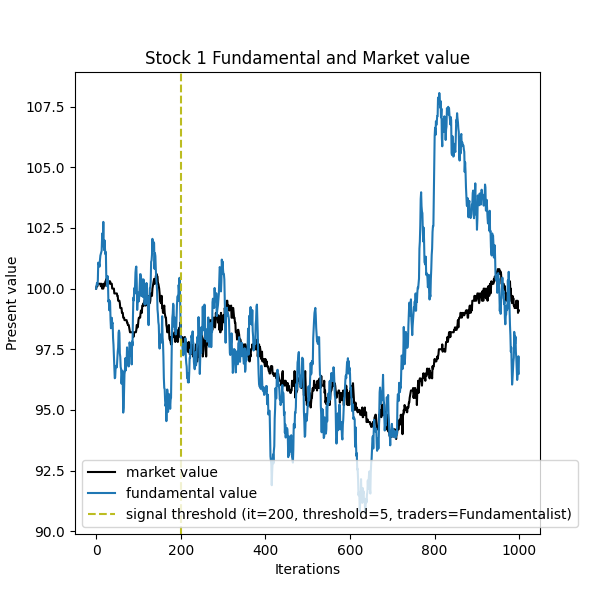 Stock 1 Fundamental and Market value
Present value
107.5
105.0
102.5
100.0
97.5
95.0
92.5
90.0
market value
fundamental value
signal threshold (it=200, threshold=5, traders=Fundamentalist)
0 200 400 600 800 1000
Iterations